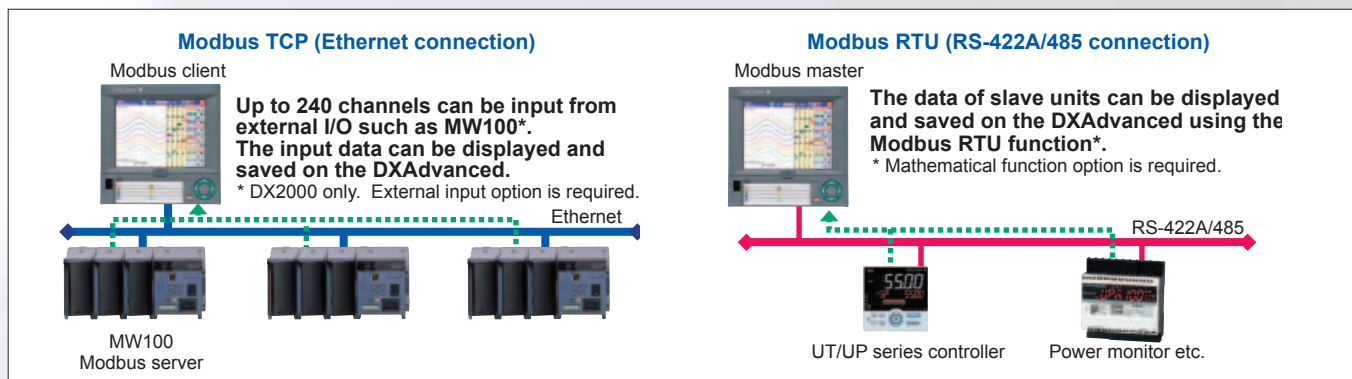 Modbus TCP (Ethernet connection)
Modbus client
Up to 240 channels can be input from
external I/O such as MW100*.
The input data can be displayed and
saved on the DXAdvanced.
* DX2000 only. External input option is required.
Ethernet
MW100
Modbus server
Modbus RTU (RS-422A/485 connection)
Modbus master
The data of slave units can be displayed
and saved on the DXAdvanced using the
Modbus RTU function*.
* Mathematical function option is required.
RS-422A/485
55.00
55.00
UT/UP series controller
Power monitor etc.